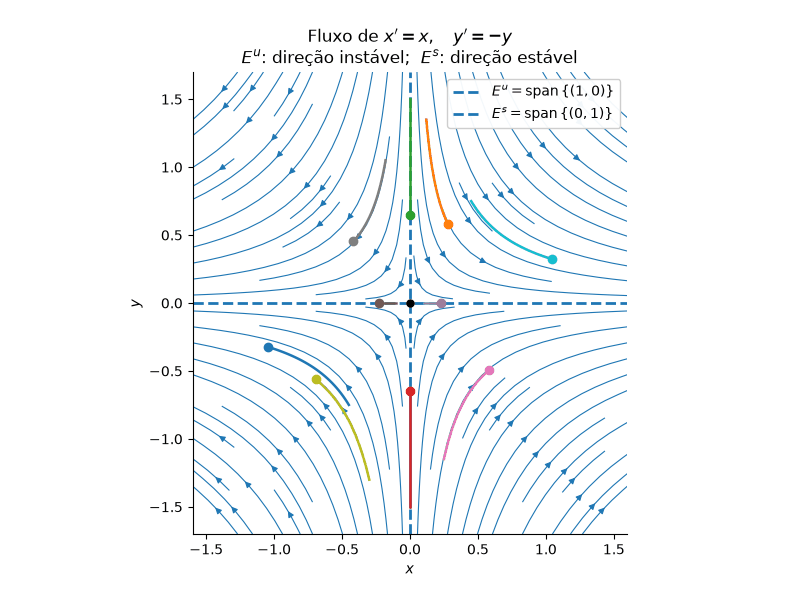 Fluxo de x′ = x,    y′ = −y
Eᵘ: direção instável;  Eˢ: direção estável
Eᵘ = span {(1, 0)}
Eˢ = span {(0, 1)}
1.5
1.0
0.5
0.0
−0.5
−1.0
−1.5
y
−1.5 −1.0 −0.5 0.0 0.5 1.0 1.5
x